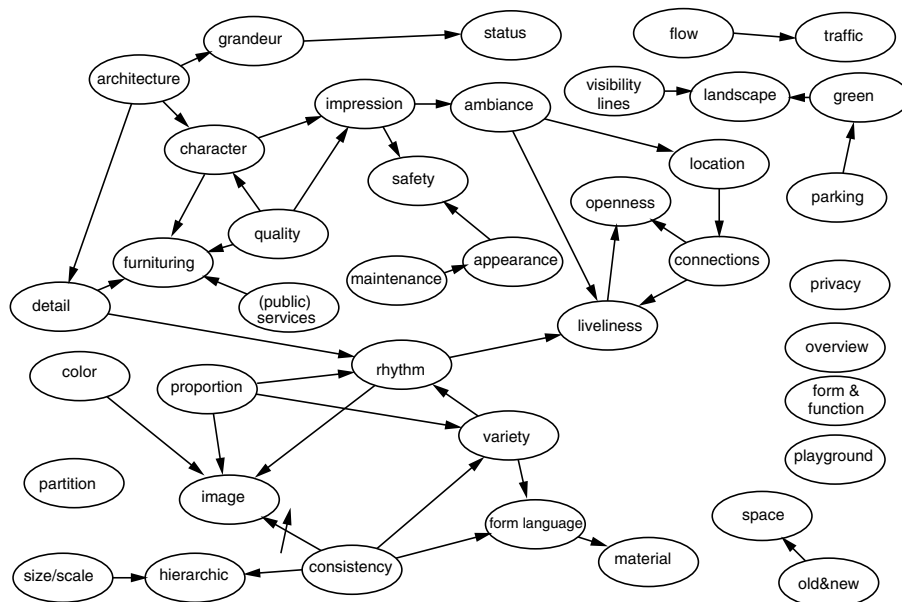 grandeur
status
flow
traffic
architecture
visibility
lines
landscape
green
impression
ambiance
character
location
safety
parking
openness
quality
furnituring
appearance
connections
maintenance
detail
(public)
services
privacy
liveliness
overview
color
proportion
rhythm
form &
function
variety
playground
partition
image
form language
space
size/scale
hierarchic
consistency
material
old&new